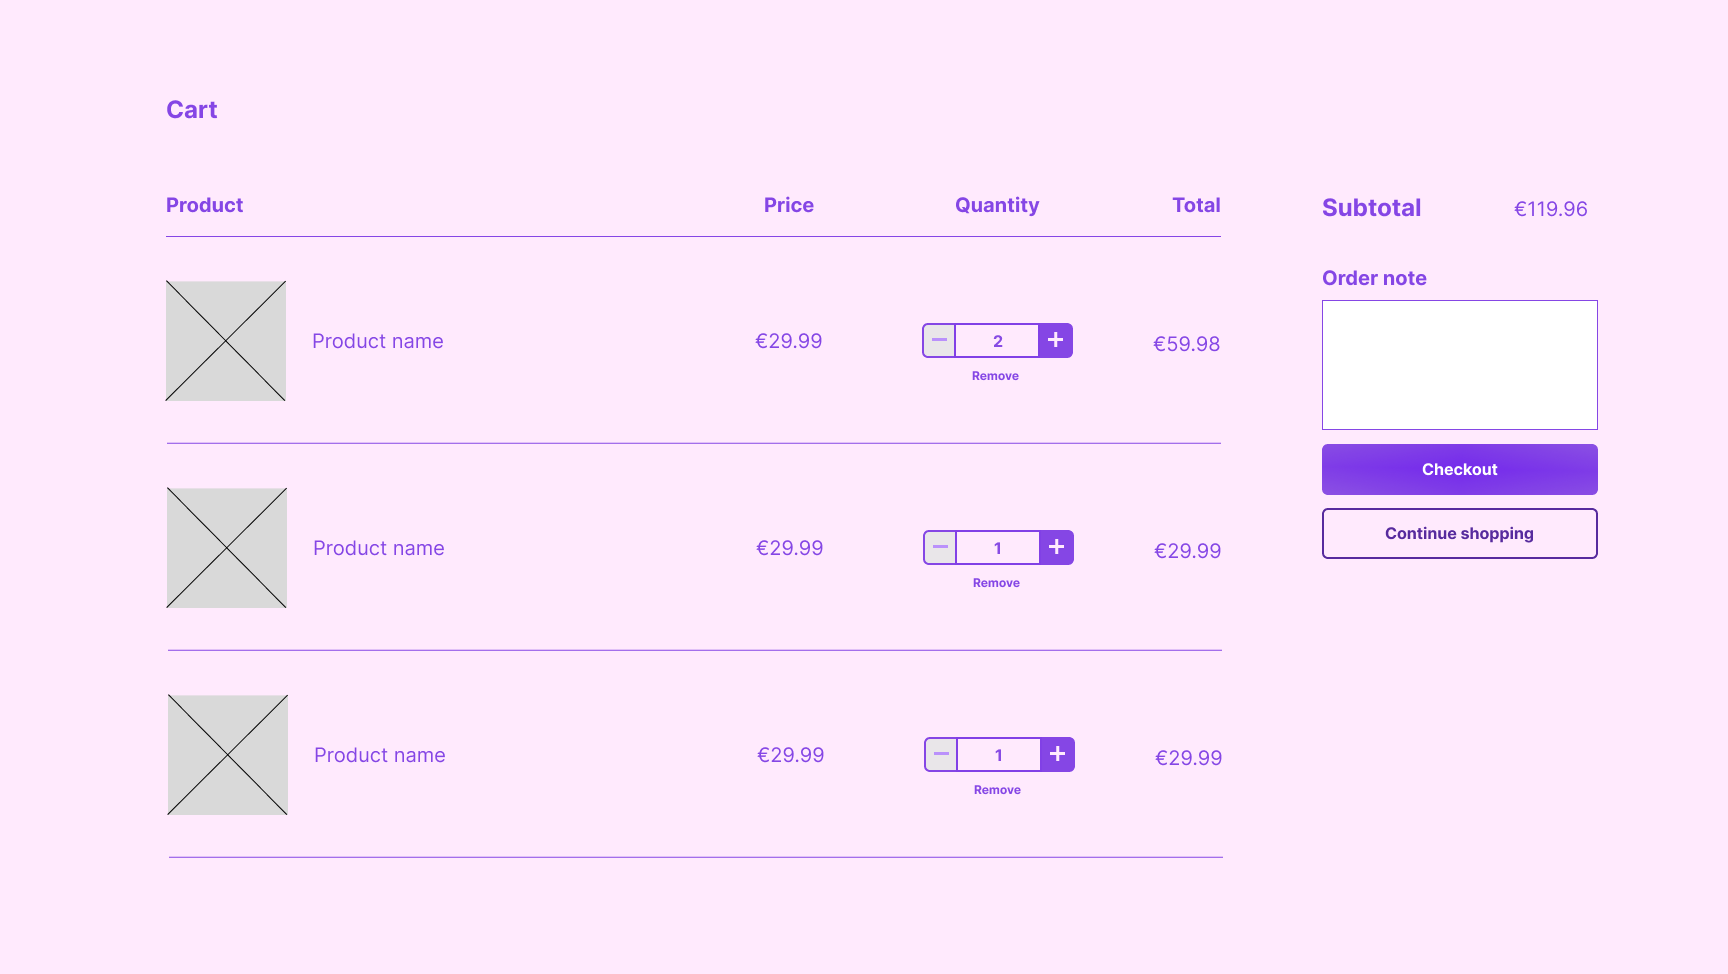 Cart
Product Price Quantity Total
Product name €29.99 2 €59.98
Remove
Product name €29.99 1 €29.99
Remove
Product name €29.99 1 €29.99
Remove
Subtotal €119.96
Order note
Checkout
Continue shopping